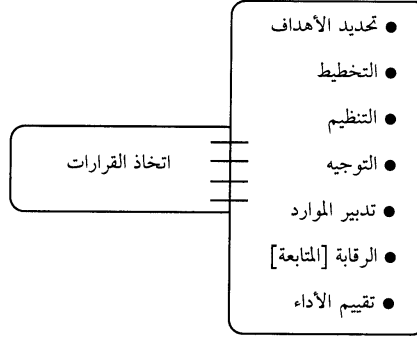 ● تحديد الأهداف
● التخطيط
● التنظيم
● التوجيه
اتخاذ القرارات
● تدبير الموارد
● الرقابة [المتابعة]
● تقييم الأداء